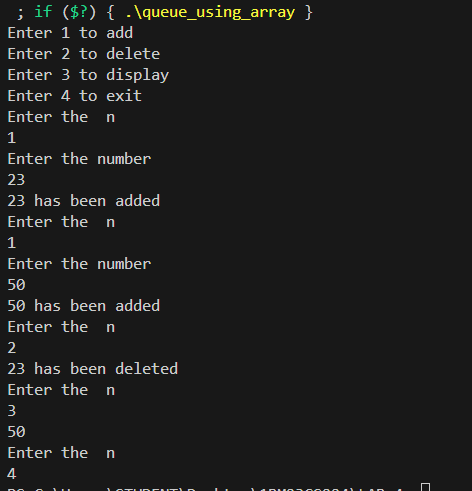 ; if ($?) { .\queue_using_array }
Enter 1 to add
Enter 2 to delete
Enter 3 to display
Enter 4 to exit
Enter the  n
1
Enter the number
23
23 has been added
Enter the  n
1
Enter the number
50
50 has been added
Enter the  n
2
23 has been deleted
Enter the  n
3
50
Enter the  n
4